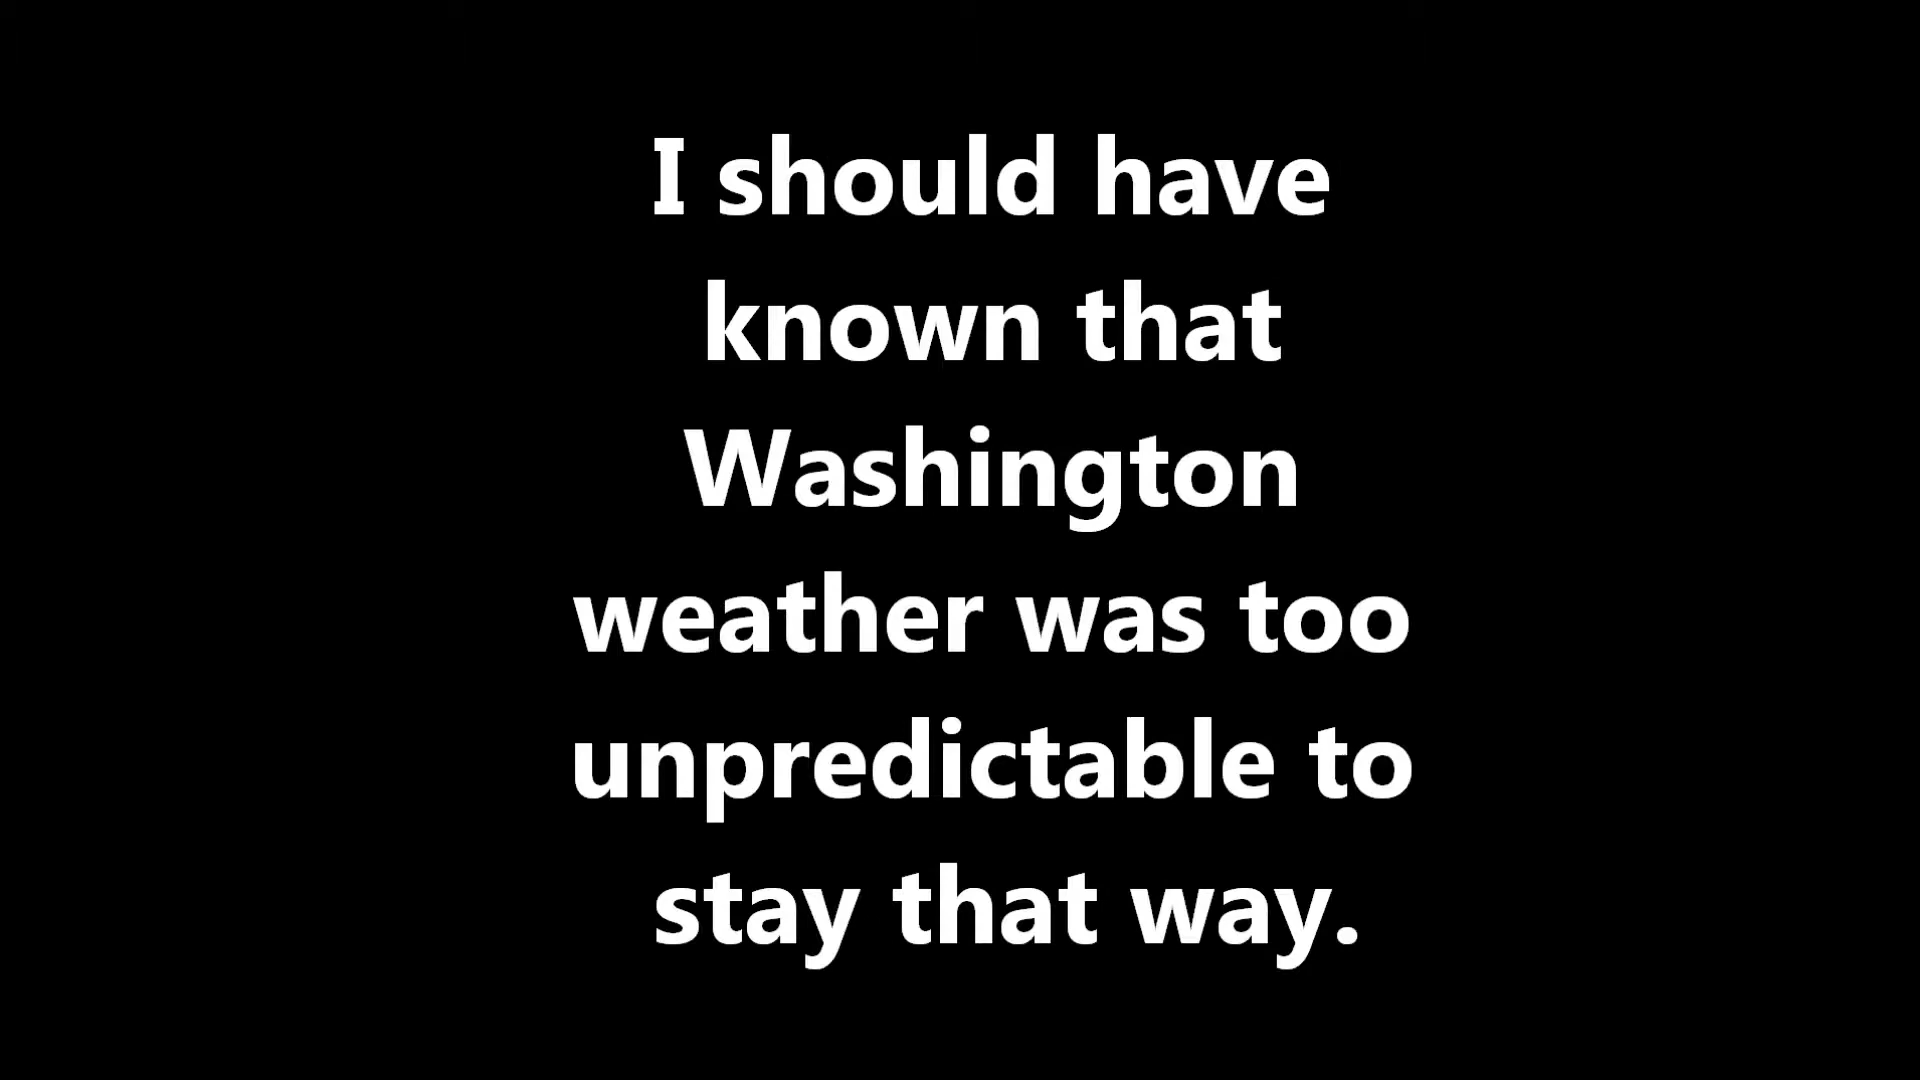 I should have
known that
Washington
weather was too
unpredictable to
stay that way.